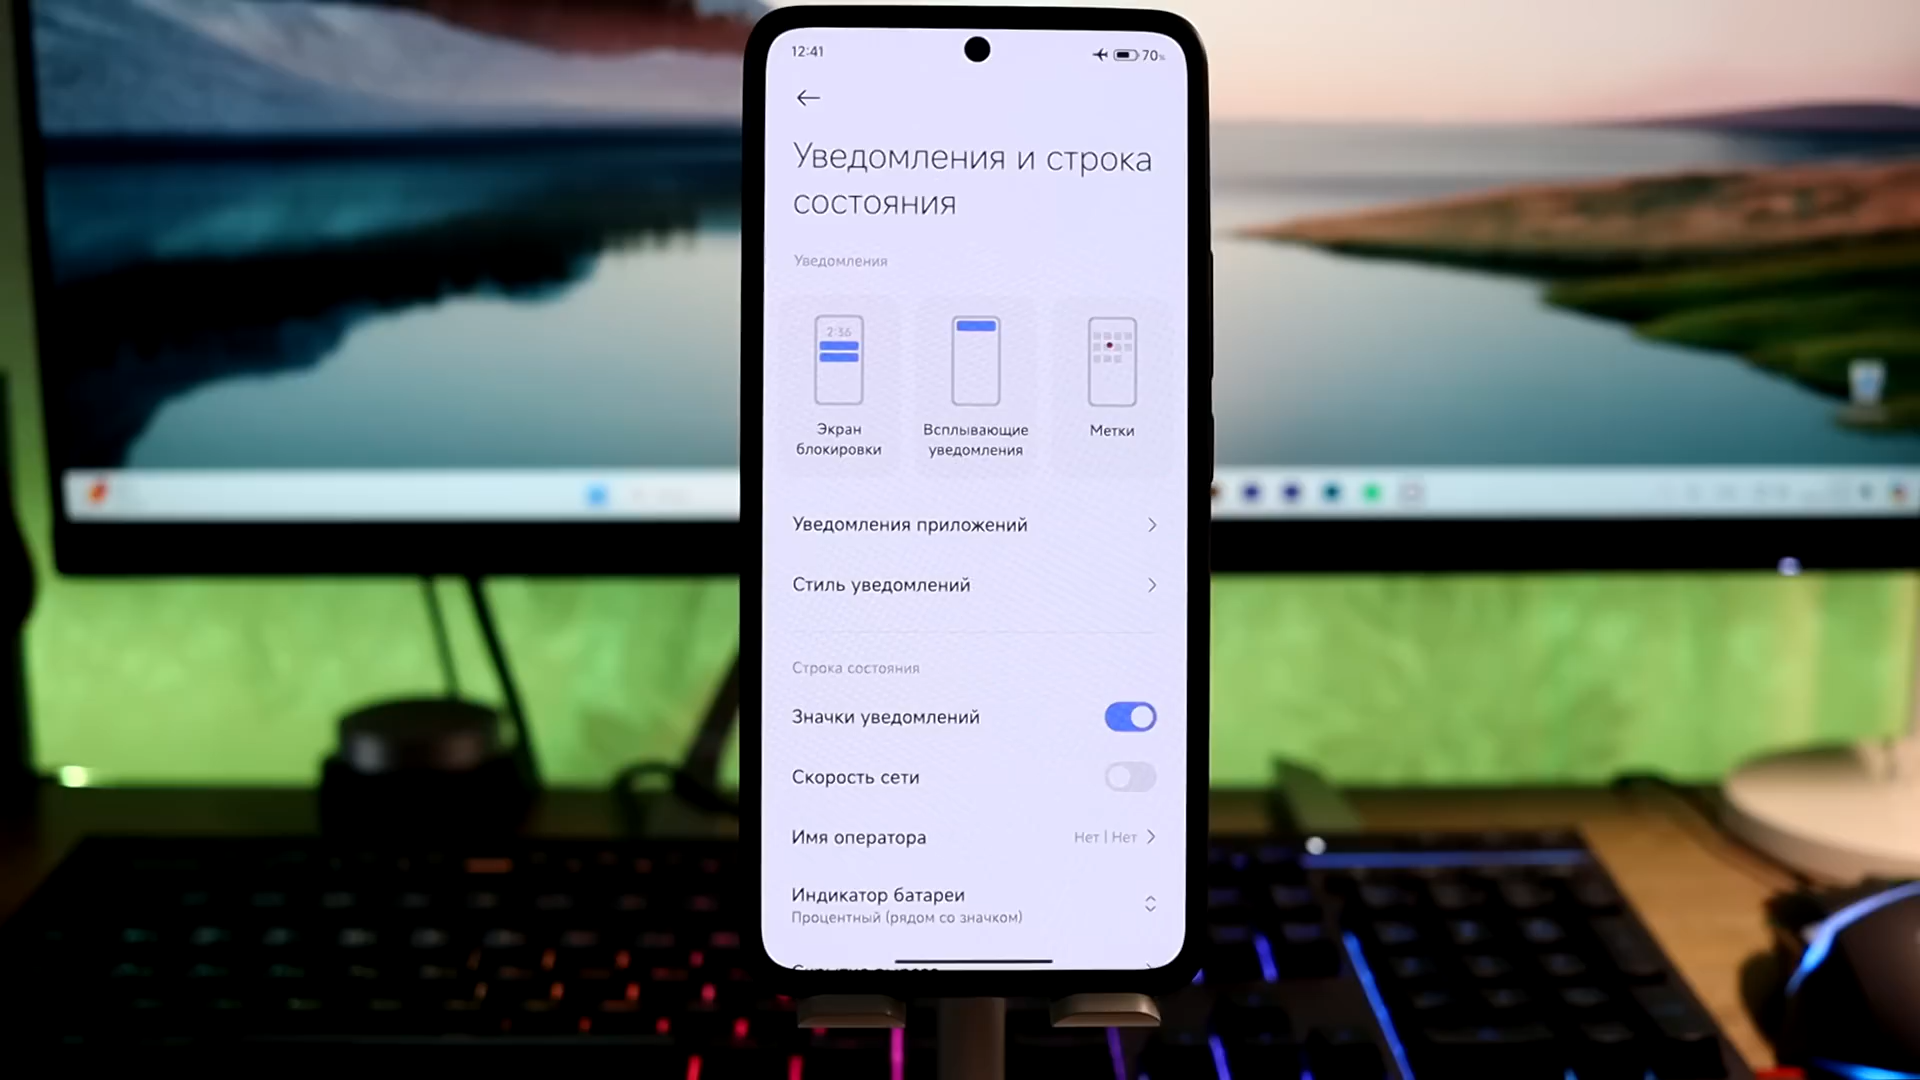 12:41
70%
Уведомления и строка
состояния
Уведомления
2:36
Экран
блокировки
Всплывающие
уведомления
Метки
Уведомления приложений
Стиль уведомлений
Строка состояния
Значки уведомлений
Скорость сети
Имя оператора
Нет | Нет
Индикатор батареи
Процентный (рядом со значком)